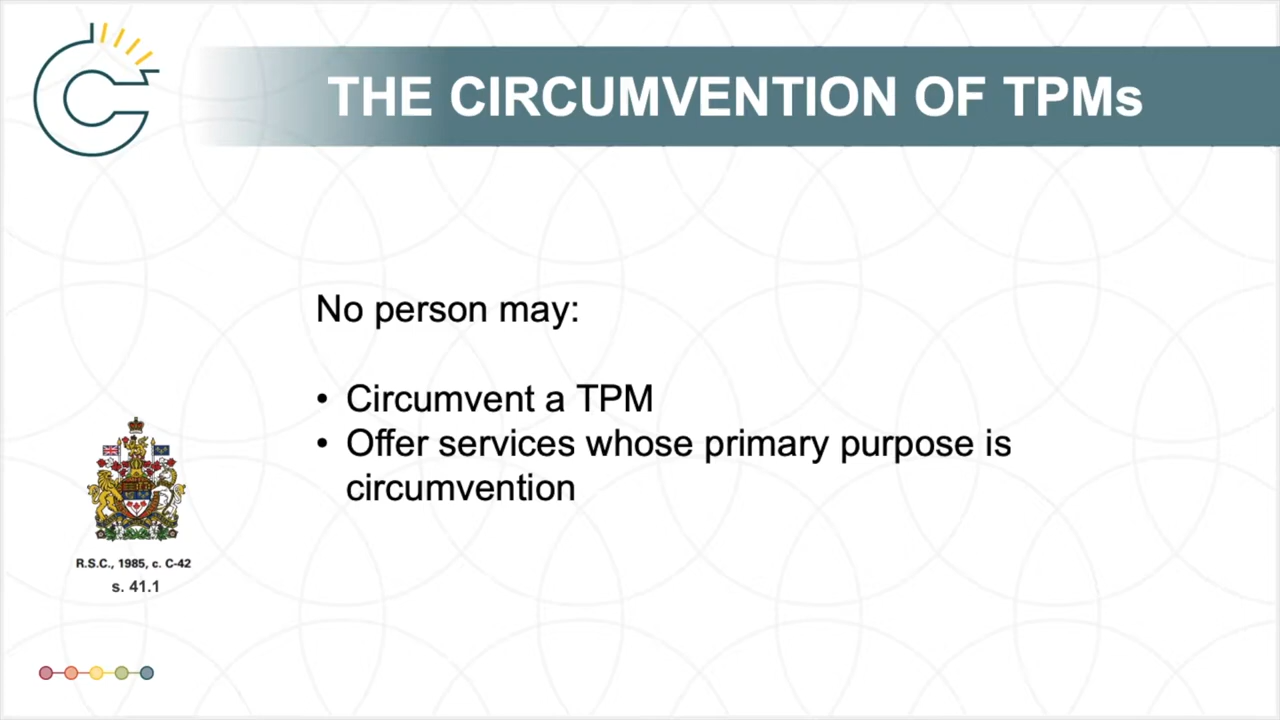 THE CIRCUMVENTION OF TPMs
No person may:
• Circumvent a TPM
• Offer services whose primary purpose is
circumvention
R.S.C., 1985, c. C-42
s. 41.1